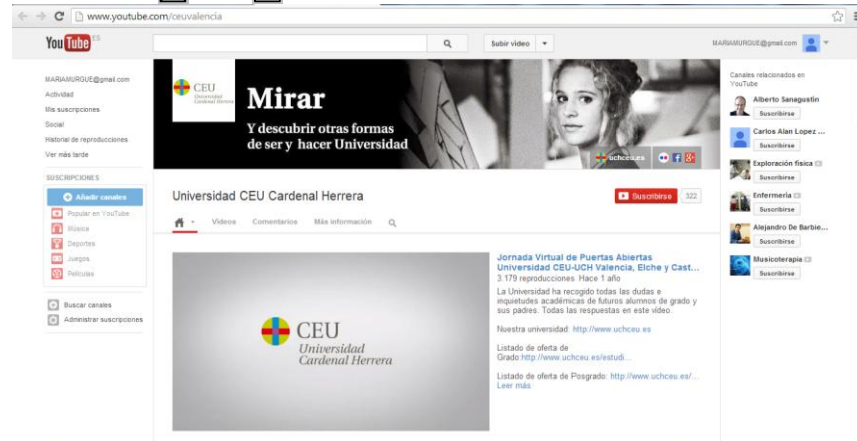 www.youtube.com/ceuvalencia
You Tube ES
Subir vídeo
MARIAMURGUE@gmail.com
MARIAMURGUE@gmail.com
Actividad
Mis suscripciones
Social
Historial de reproducciones
Ver más tarde
SUSCRIPCIONES
Añadir canales
Popular en YouTube
Música
Deportes
Juegos
Películas
Buscar canales
Administrar suscripciones
CEU
Universidad
Cardenal Herrera
Mirar
Y descubrir otras formas
de ser y hacer Universidad
uchceu.es
Universidad CEU Cardenal Herrera
Suscribirse 322
Vídeos Comentarios Más información
CEU
Universidad
Cardenal Herrera
Jornada Virtual de Puertas Abiertas
Universidad CEU-UCH Valencia, Elche y Cast...
3.179 reproducciones Hace 1 año
La Universidad ha recogido todas las dudas e
inquietudes académicas de futuros alumnos de grado y
sus padres. Todas las respuestas en este vídeo.
Nuestra universidad: http://www.uchceu.es
Listado de oferta de
Grado:http://www.uchceu.es/estudi...
Listado de oferta de Posgrado: http://www.uchceu.es/...
Leer más
Canales relacionados en
YouTube
Alberto Sanagustín
Suscribirse
Carlos Alan Lopez ...
Suscribirse
Exploración física
Suscribirse
Enfermería
Suscribirse
Alejandro De Barbie...
Suscribirse
Musicoterapia
Suscribirse